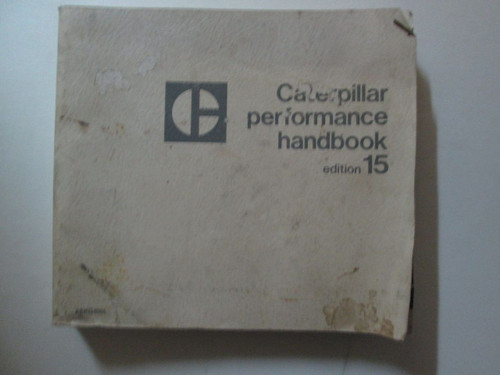 Caterpillar
performance
handbook
edition 15